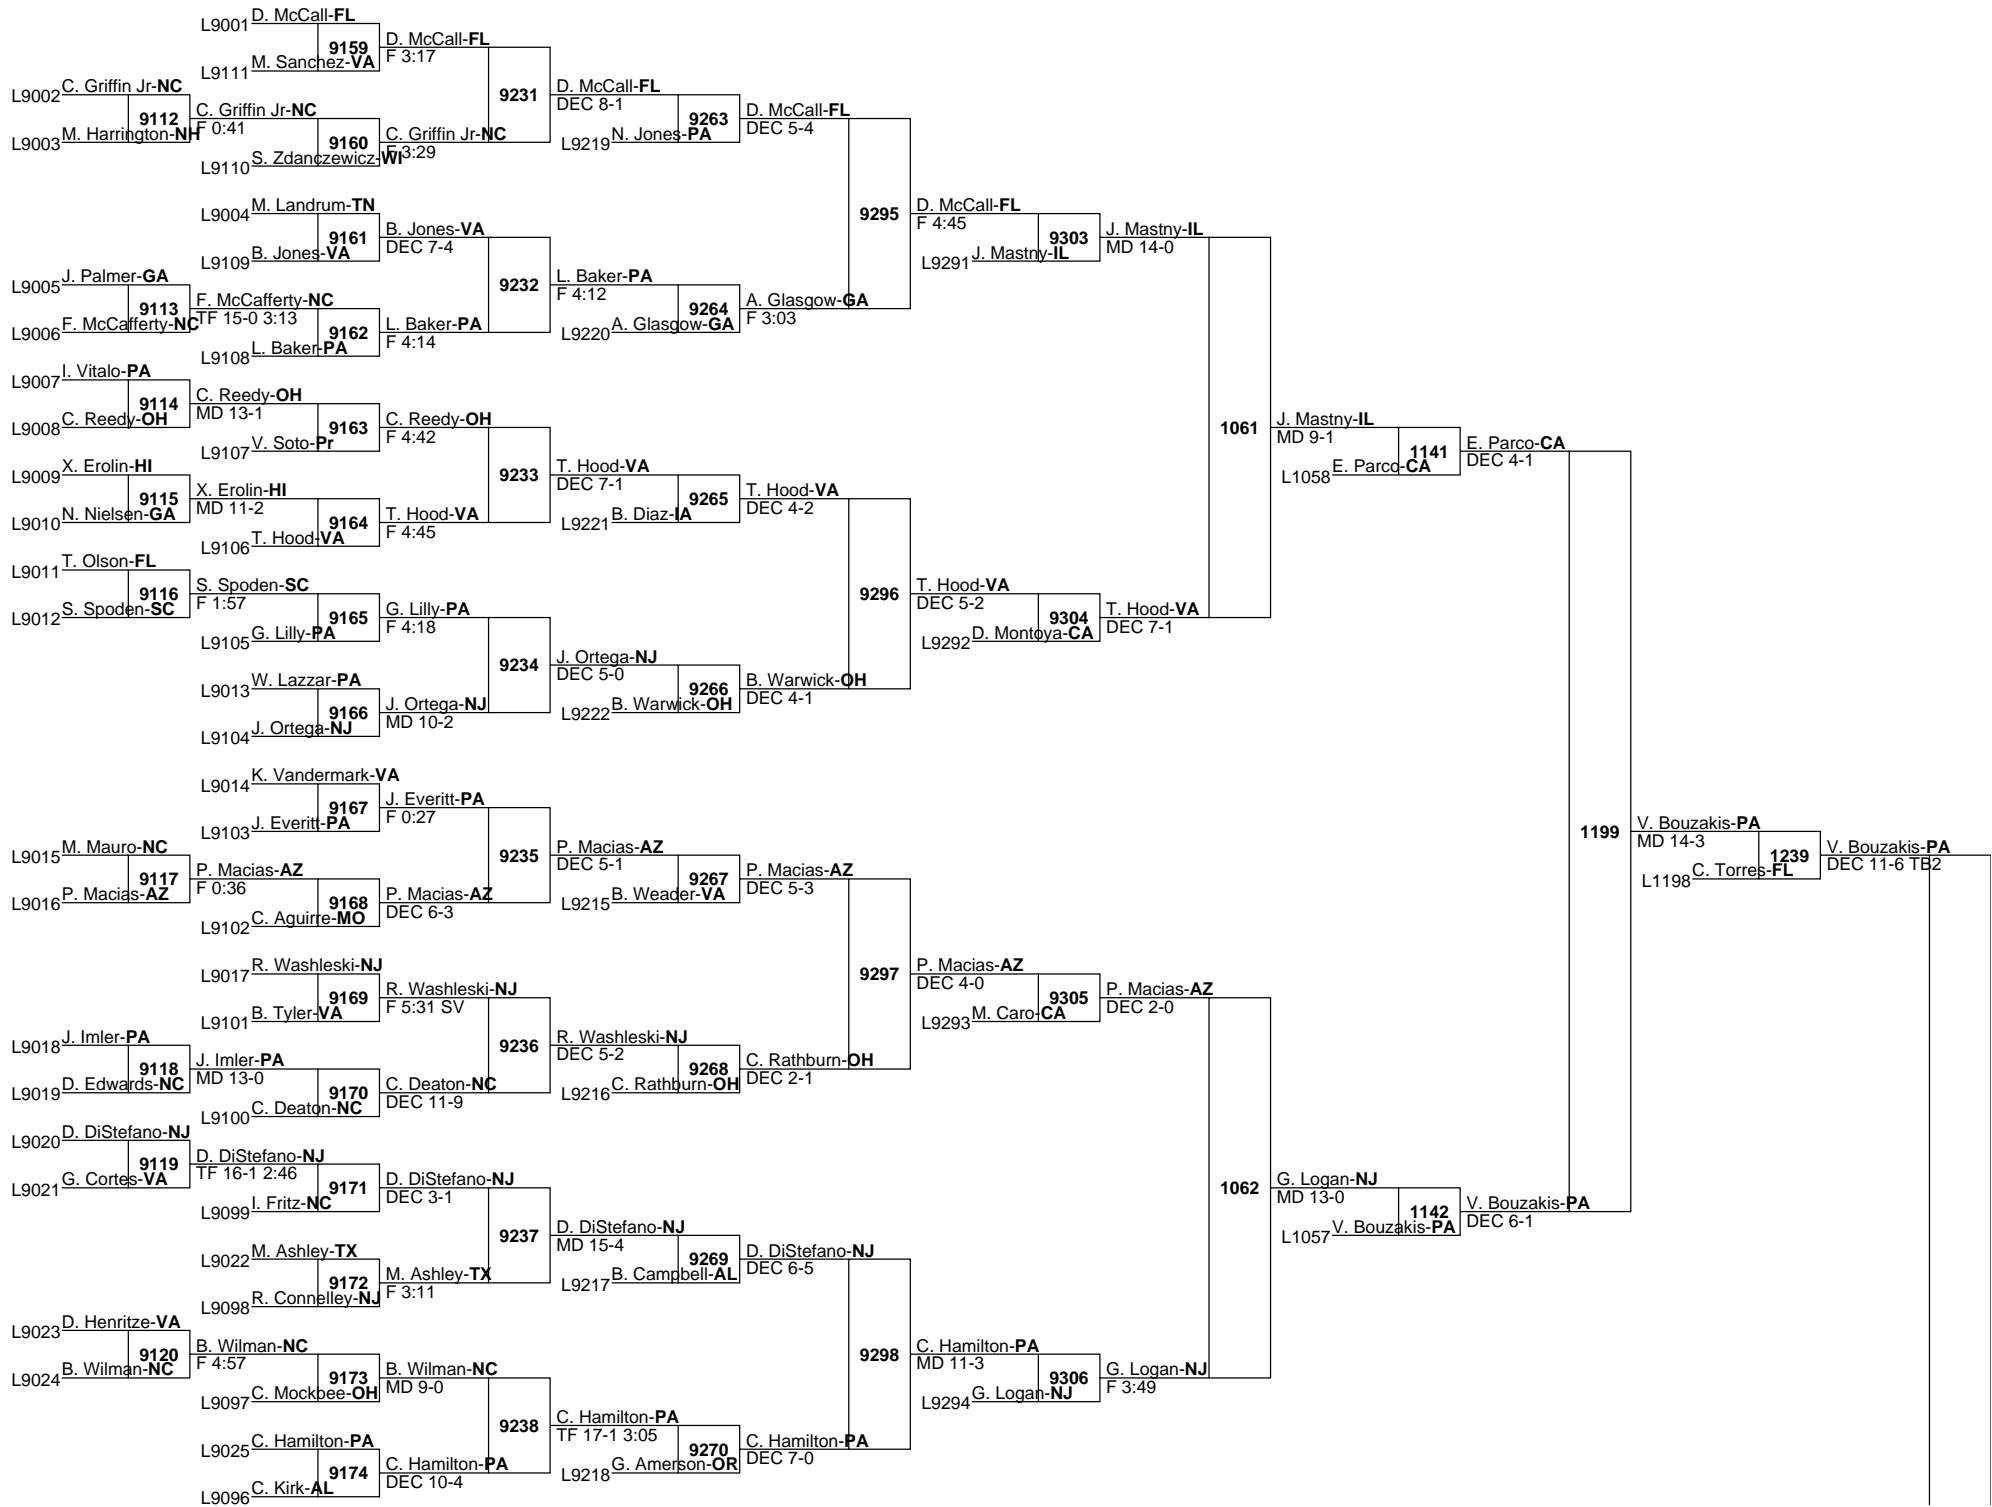 L9001 D. McCall-FL
9159 D. McCall-FL
F 3:17
L9111 M. Sanchez-VA
L9002 C. Griffin Jr-NC
9112 C. Griffin Jr-NC
F 0:41
L9003 M. Harrington-NH
9160 C. Griffin Jr-NC
F 3:29
L9110 S. Zdanczewicz-WI
9231 D. McCall-FL
DEC 8-1
9263 D. McCall-FL
DEC 5-4
L9219 N. Jones-PA
L9004 M. Landrum-TN
9161 B. Jones-VA
DEC 7-4
L9109 B. Jones-VA
L9005 J. Palmer-GA
9113 F. McCafferty-NC
TF 15-0 3:13
L9006 F. McCafferty-NC
9162 L. Baker-PA
F 4:14
L9108 L. Baker-PA
9232 L. Baker-PA
F 4:12
9264 A. Glasgow-GA
F 3:03
L9220 A. Glasgow-GA
9295 D. McCall-FL
F 4:45
9303 J. Mastny-IL
MD 14-0
L9291 J. Mastny-IL
L9007 I. Vitalo-PA
9114 C. Reedy-OH
MD 13-1
L9008 C. Reedy-OH
9163 C. Reedy-OH
F 4:42
L9107 V. Soto-Pr
L9009 X. Erolin-HI
9115 X. Erolin-HI
MD 11-2
L9010 N. Nielsen-GA
9164 T. Hood-VA
F 4:45
L9106 T. Hood-VA
9233 T. Hood-VA
DEC 7-1
9265 T. Hood-VA
DEC 4-2
L9221 B. Diaz-IA
L9011 T. Olson-FL
9116 S. Spoden-SC
F 1:57
L9012 S. Spoden-SC
9165 G. Lilly-PA
F 4:18
L9105 G. Lilly-PA
L9013 W. Lazzar-PA
9166 J. Ortega-NJ
MD 10-2
L9104 J. Ortega-NJ
9234 J. Ortega-NJ
DEC 5-0
9266 B. Warwick-OH
DEC 4-1
L9222 B. Warwick-OH
9296 T. Hood-VA
DEC 5-2
9304 T. Hood-VA
DEC 7-1
L9292 D. Montoya-CA
1061 J. Mastny-IL
MD 9-1
1141 E. Parco-CA
DEC 4-1
L1058 E. Parco-CA
L9014 K. Vandermark-VA
9167 J. Everitt-PA
F 0:27
L9103 J. Everitt-PA
L9015 M. Mauro-NC
9117 P. Macias-AZ
F 0:36
L9016 P. Macias-AZ
9168 P. Macias-AZ
DEC 6-3
L9102 C. Aguirre-MO
9235 P. Macias-AZ
DEC 5-1
9267 P. Macias-AZ
DEC 5-3
L9215 B. Weader-VA
L9017 R. Washleski-NJ
9169 R. Washleski-NJ
F 5:31 SV
L9101 B. Tyler-VA
L9018 J. Imler-PA
9118 J. Imler-PA
MD 13-0
L9019 D. Edwards-NC
9170 C. Deaton-NC
DEC 11-9
L9100 C. Deaton-NC
9236 R. Washleski-NJ
DEC 5-2
9268 C. Rathburn-OH
DEC 2-1
L9216 C. Rathburn-OH
9297 P. Macias-AZ
DEC 4-0
9305 P. Macias-AZ
DEC 2-0
L9293 M. Caro-CA
L9020 D. DiStefano-NJ
9119 D. DiStefano-NJ
TF 16-1 2:46
L9021 G. Cortes-VA
9171 D. DiStefano-NJ
DEC 3-1
L9099 I. Fritz-NC
L9022 M. Ashley-TX
9172 M. Ashley-TX
F 3:11
L9098 R. Connelley-NJ
9237 D. DiStefano-NJ
MD 15-4
9269 D. DiStefano-NJ
DEC 6-5
L9217 B. Campbell-AL
L9023 D. Henritze-VA
9120 B. Wilman-NC
F 4:57
L9024 B. Wilman-NC
9173 B. Wilman-NC
MD 9-0
L9097 C. Mockbee-OH
L9025 C. Hamilton-PA
9174 C. Hamilton-PA
DEC 10-4
L9096 C. Kirk-AL
9238 C. Hamilton-PA
TF 17-1 3:05
9270 C. Hamilton-PA
DEC 7-0
L9218 G. Amerson-OR
9298 C. Hamilton-PA
MD 11-3
9306 G. Logan-NJ
F 3:49
L9294 G. Logan-NJ
1062 G. Logan-NJ
MD 13-0
1142 V. Bouzakis-PA
DEC 6-1
L1057 V. Bouzakis-PA
1199 V. Bouzakis-PA
MD 14-3
1239 V. Bouzakis-PA
DEC 11-6 TB2
L1198 C. Torres-FL